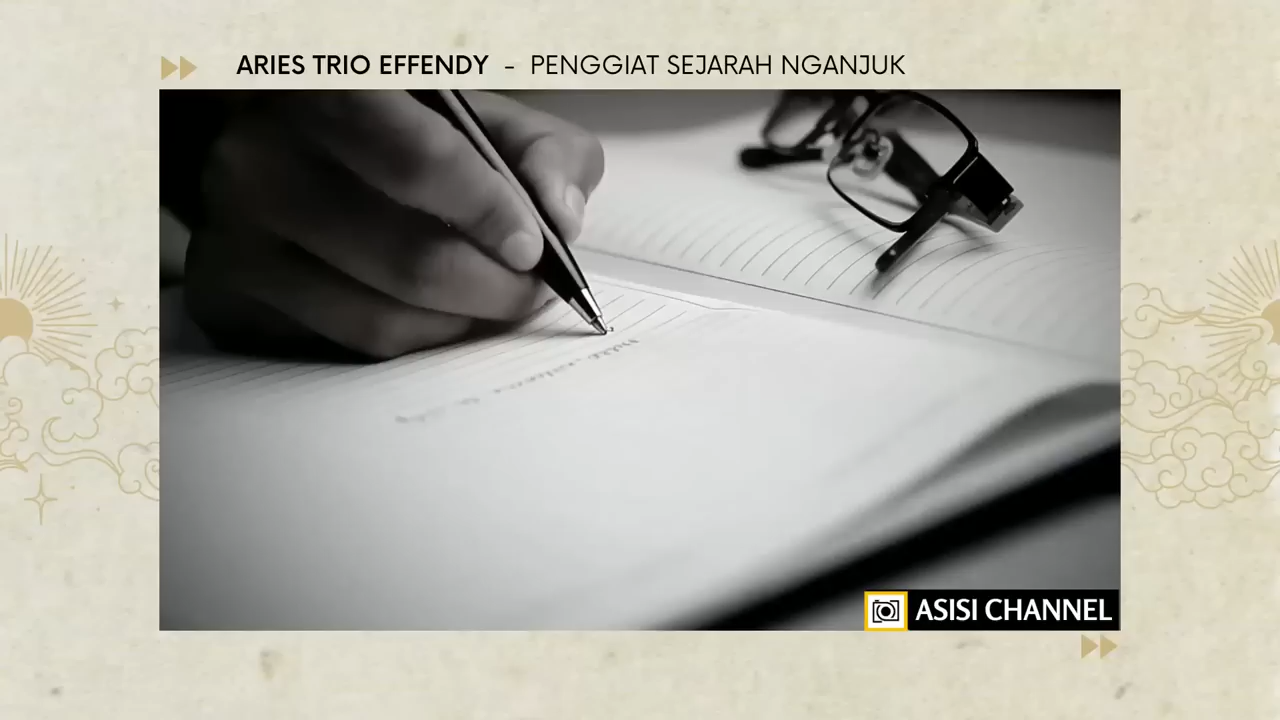 ARIES TRIO EFFENDY - PENGGIAT SEJARAH NGANJUK
ASISI CHANNEL